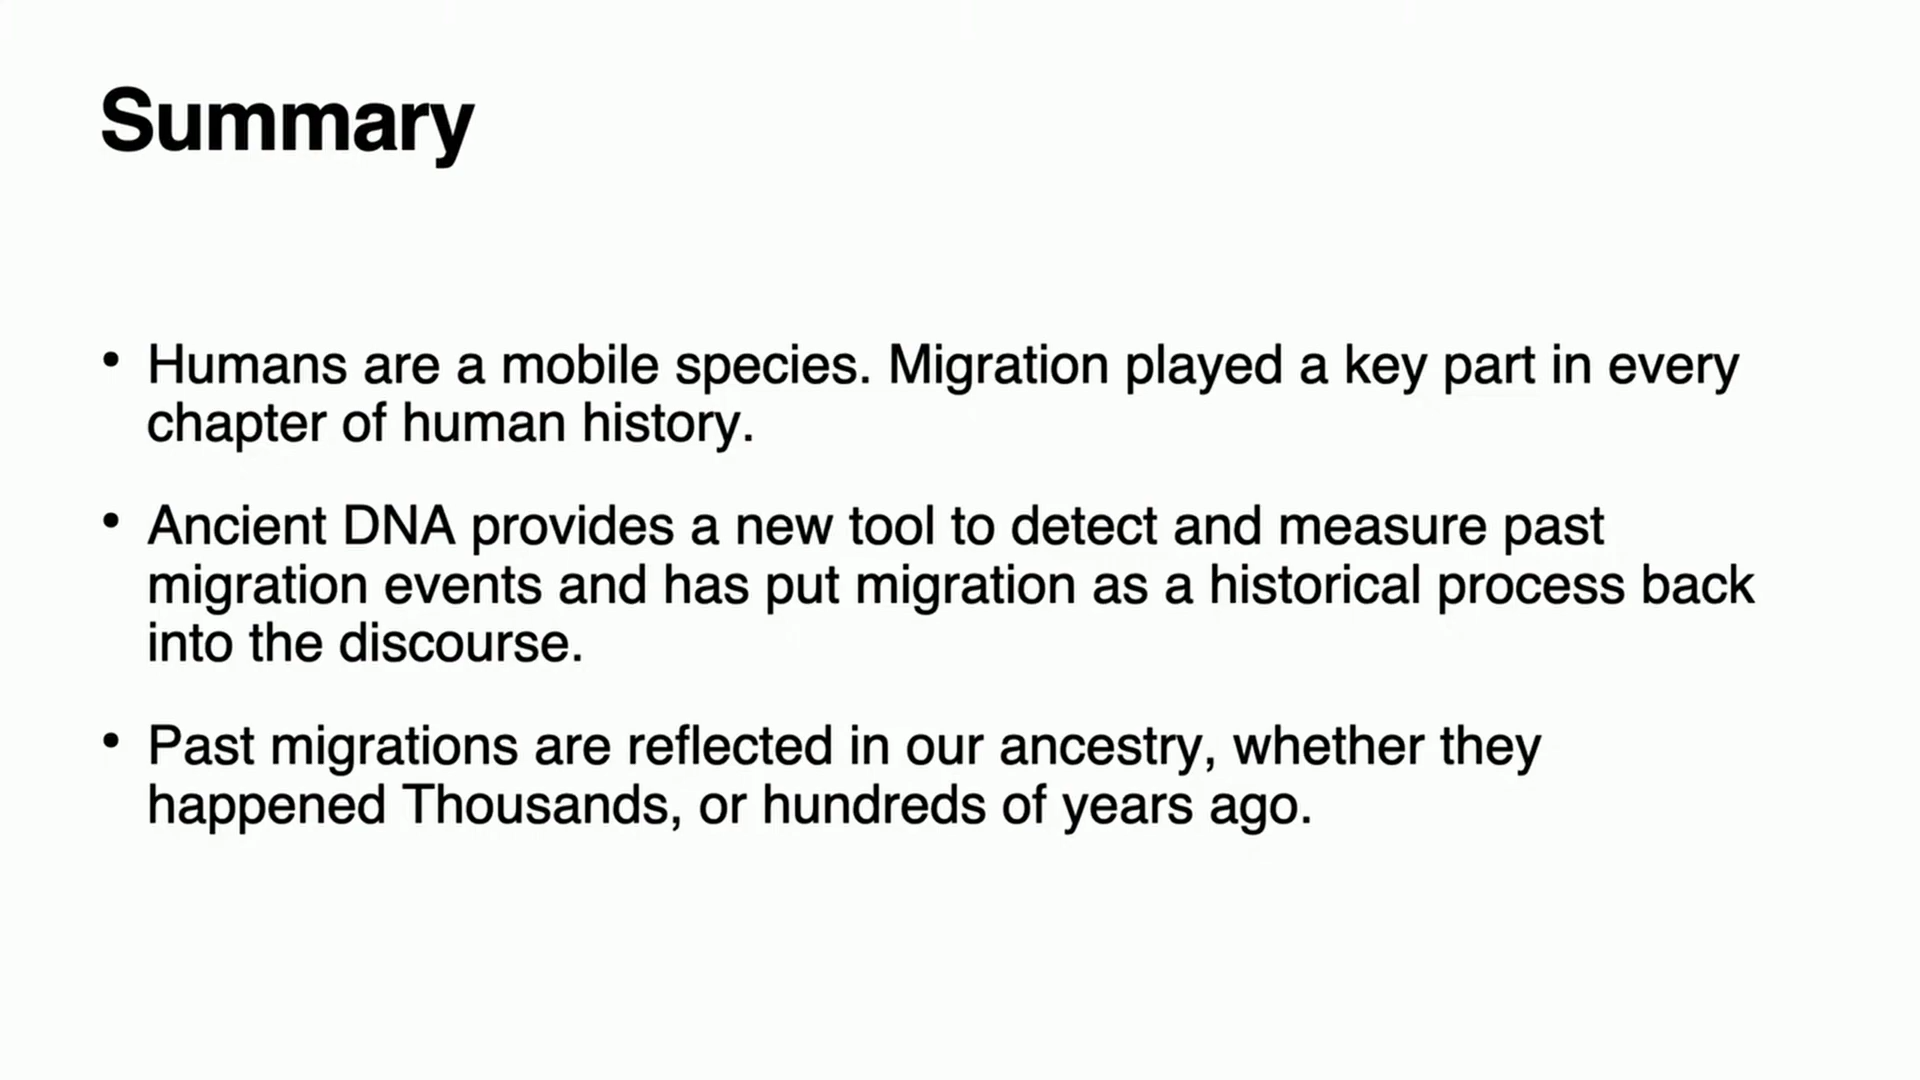 Summary
• Humans are a mobile species. Migration played a key part in every
chapter of human history.
• Ancient DNA provides a new tool to detect and measure past
migration events and has put migration as a historical process back
into the discourse.
• Past migrations are reflected in our ancestry, whether they
happened Thousands, or hundreds of years ago.